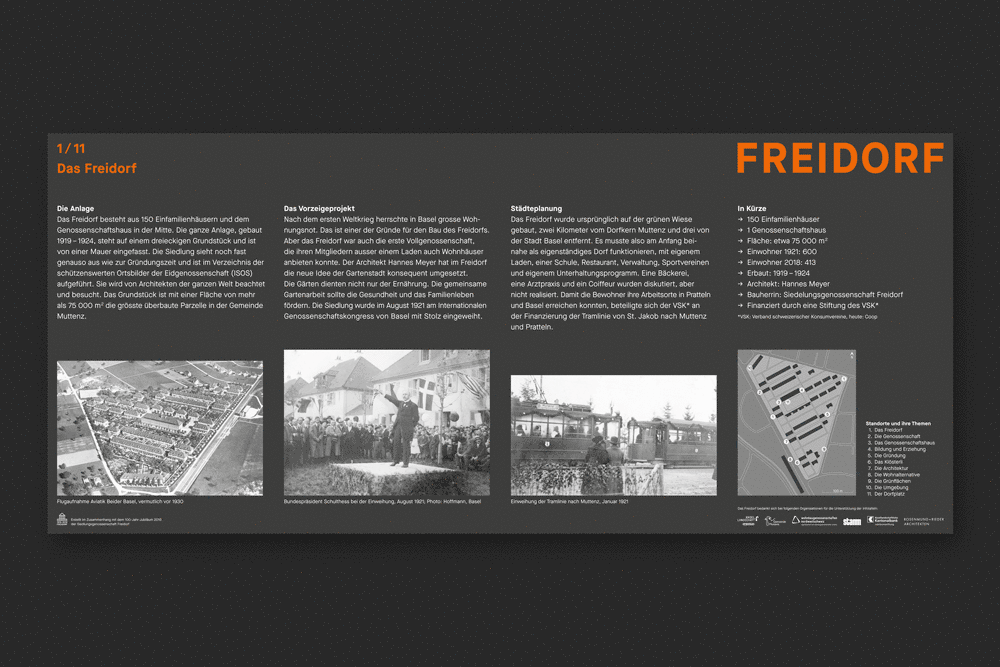 1 / 11
Das Freidorf
FREIDORF
Die Anlage
Das Freidorf besteht aus 150 Einfamilienhäusern und dem
Genossenschaftshaus in der Mitte. Die ganze Anlage, gebaut
1919 – 1924, steht auf einem dreieckigen Grundstück und ist
von einer Mauer eingefasst. Die Siedlung sieht noch fast
genauso aus wie zur Gründungszeit und ist im Verzeichnis der
schützenswerten Ortsbilder der Eidgenossenschaft (ISOS)
aufgeführt. Sie wird von Architekten der ganzen Welt beachtet
und besucht. Das Grundstück ist mit einer Fläche von mehr
als 75 000 m² die grösste überbaute Parzelle in der Gemeinde
Muttenz.
Das Vorzeigeprojekt
Nach dem ersten Weltkrieg herrschte in Basel grosse Woh-
nungsnot. Das ist einer der Gründe für den Bau des Freidorfs.
Aber das Freidorf war auch die erste Vollgenossenschaft,
die ihren Mitgliedern ausser einem Laden auch Wohnhäuser
anbieten konnte. Der Architekt Hannes Meyer hat im Freidorf
die neue Idee der Gartenstadt konsequent umgesetzt.
Die Gärten dienten nicht nur der Ernährung. Die gemeinsame
Gartenarbeit sollte die Gesundheit und das Familienleben
fördern. Die Siedlung wurde im August 1921 am Internationalen
Genossenschaftskongress von Basel mit Stolz eingeweiht.
Städteplanung
Das Freidorf wurde ursprünglich auf der grünen Wiese
gebaut, zwei Kilometer vom Dorfkern Muttenz und drei von
der Stadt Basel entfernt. Es musste also am Anfang bei-
nahe als eigenständiges Dorf funktionieren, mit eigenem
Laden, einer Schule, Restaurant, Verwaltung, Sportvereinen
und eigenem Unterhaltungsprogramm. Eine Bäckerei,
eine Arztpraxis und ein Coiffeur wurden diskutiert, aber
nicht realisiert. Damit die Bewohner ihre Arbeitsorte in Pratteln
und Basel erreichen konnten, beteiligte sich der VSK* an
der Finanzierung der Tramlinie von St. Jakob nach Muttenz
und Pratteln.
In Kürze
→ 150 Einfamilienhäuser
→ 1 Genossenschaftshaus
→ Fläche: etwa 75 000 m²
→ Einwohner 1921: 600
→ Einwohner 2018: 413
→ Erbaut: 1919 – 1924
→ Architekt: Hannes Meyer
→ Bauherrin: Siedelungsgenossenschaft Freidorf
→ Finanziert durch eine Stiftung des VSK*
*VSK: Verband schweizerischer Konsumvereine, heute: Coop
Flugaufnahme Aviatik Beider Basel, vermutlich vor 1930
Bundespräsident Schulthess bei der Einweihung, August 1921, Photo: Hoffmann, Basel
Einweihung der Tramlinie nach Muttenz, Januar 1921
Standorte und ihre Themen
1. Das Freidorf
2. Die Genossenschaft
3. Das Genossenschaftshaus
4. Bildung und Erziehung
5. Die Gründung
6. Das Klösterli
7. Die Architektur
8. Die Wohnalternative
9. Die Grünflächen
10. Die Umgebung
11. Der Dorfplatz
100 m
Das Freidorf bedankt sich bei folgenden Organisationen für die Unterstützung der Initiative:
Erstellt im Zusammenhang mit dem 100-Jahr-Jubiläum 2019
der Siedlungsgenossenschaft Freidorf
stamm
Kantonalbank
ROSENMUND+RIEDER
ARCHITEKTEN